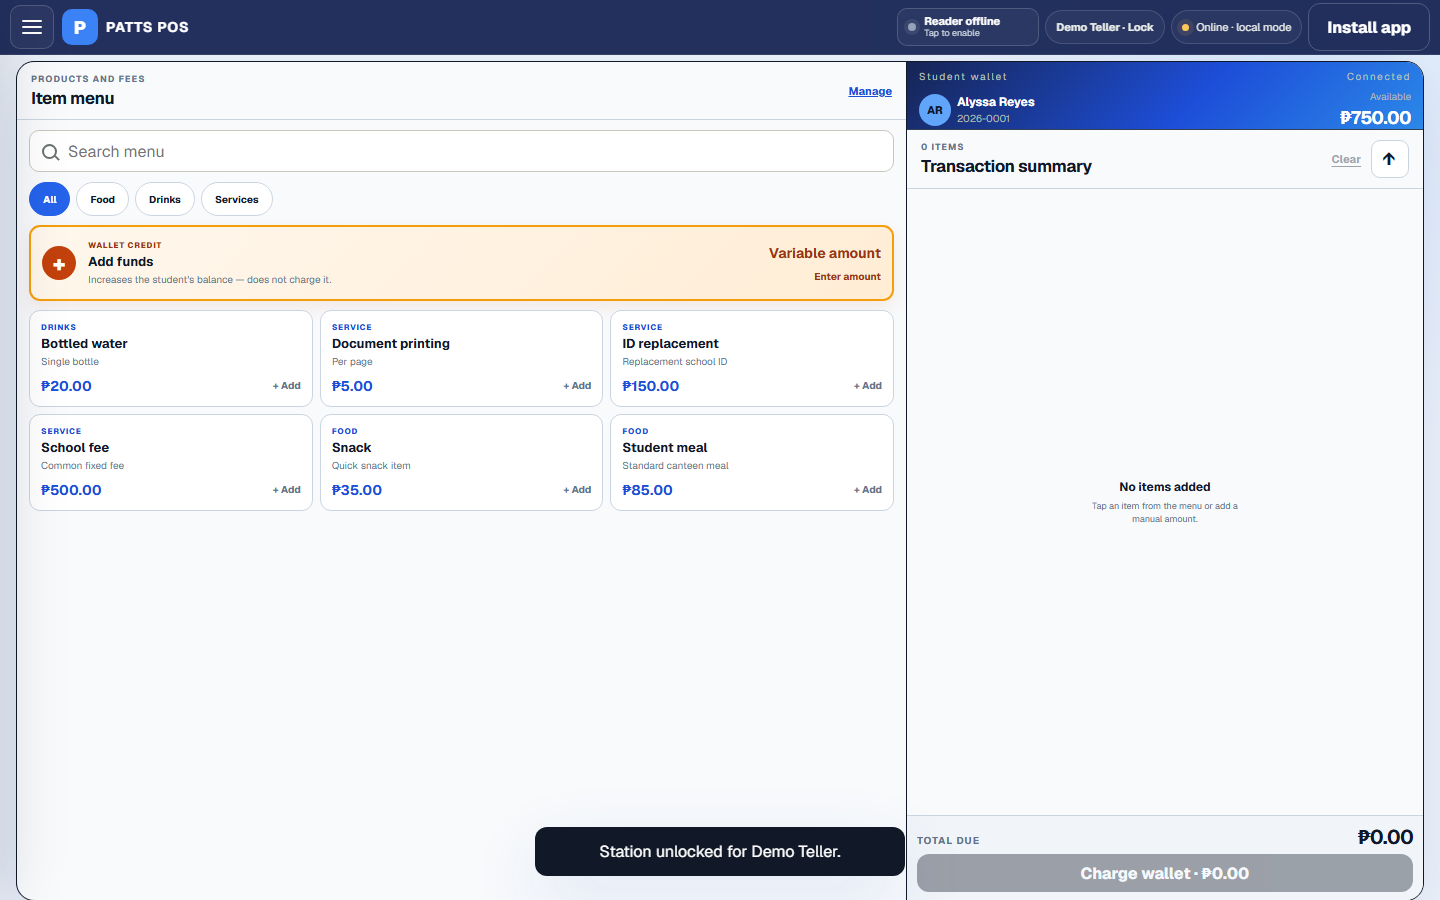 P PATTS POS
Reader offline
Tap to enable
Demo Teller · Lock
Online · local mode
Install app
PRODUCTS AND FEES
Item menu
Manage
Search menu
All
Food
Drinks
Services
WALLET CREDIT
Add funds
Increases the student's balance — does not charge it.
Variable amount
Enter amount
DRINKS
Bottled water
Single bottle
₱20.00
+ Add
SERVICE
Document printing
Per page
₱5.00
+ Add
SERVICE
ID replacement
Replacement school ID
₱150.00
+ Add
SERVICE
School fee
Common fixed fee
₱500.00
+ Add
FOOD
Snack
Quick snack item
₱35.00
+ Add
FOOD
Student meal
Standard canteen meal
₱85.00
+ Add
Station unlocked for Demo Teller.
Student wallet
Connected
AR
Alyssa Reyes
2026-0001
Available
₱750.00
0 ITEMS
Transaction summary
Clear
No items added
Tap an item from the menu or add a
manual amount.
TOTAL DUE
₱0.00
Charge wallet · ₱0.00